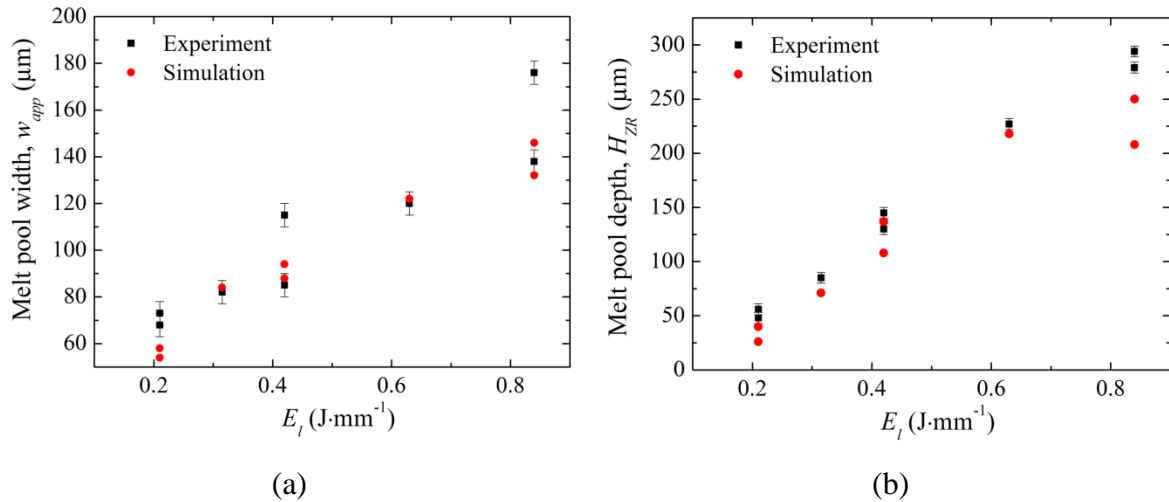 200
180
160
140
120
100
80
60
Melt pool width, w_app (μm)
Experiment
Simulation
0.2 0.4 0.6 0.8
E_l (J·mm⁻¹)
(a)
300
250
200
150
100
50
0
Melt pool depth, H_ZR (μm)
Experiment
Simulation
0.2 0.4 0.6 0.8
E_l (J·mm⁻¹)
(b)